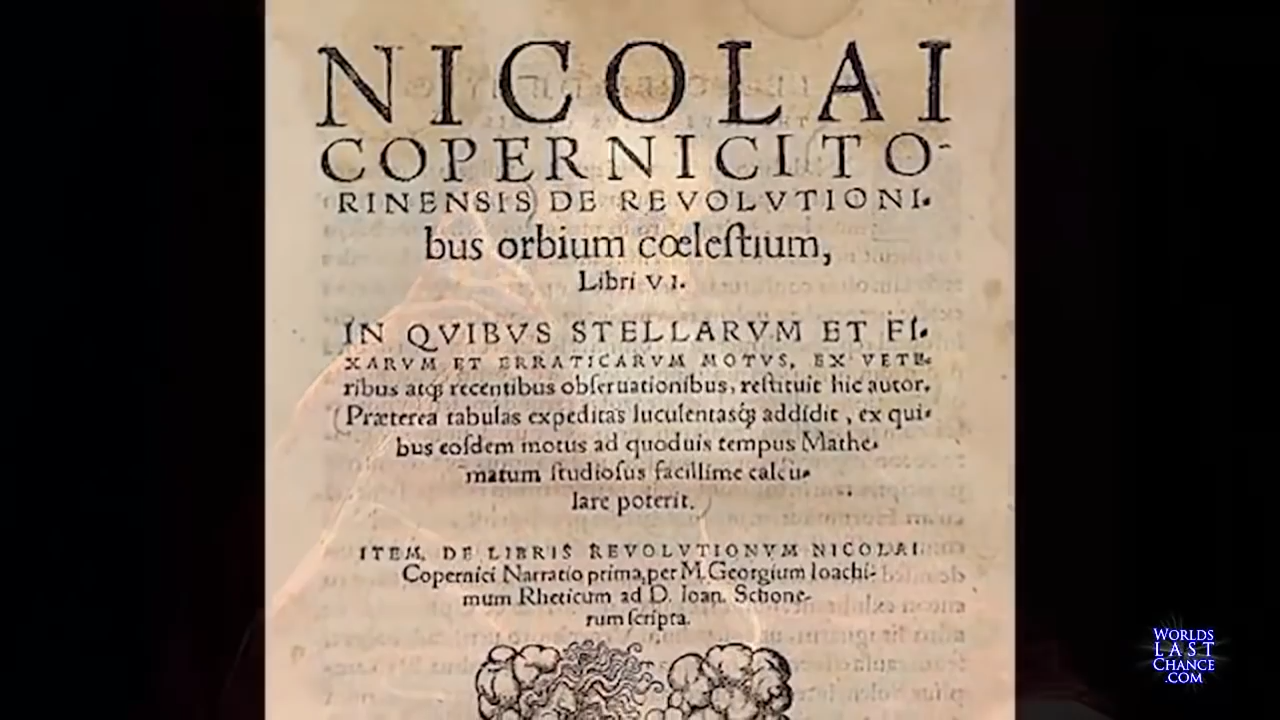 NICOLAI
COPERNICI TO-
RINENSIS DE REVOLVTIONI-
bus orbium cœleſtium,
Libri VI.
IN QVIBVS STELLARVM ET FI-
XARVM ET ERRATICARVM MOTVS, EX VETE-
ribus atqꝫ recentibus obſeruationibus, reſtituit hic autor.
Præterea tabulas expeditas luculentasqꝫ addidit, ex qui-
bus eoſdem motus ad quoduis tempus Mathe-
matum ſtudioſus facillime calcu-
lare poterit.
ITEM, DE LIBRIS REVOLVTIONVM NICOLAI
Copernici Narratio prima, per M. Georgium Ioachi-
mum Rheticum ad D. Ioan. Schone-
rum ſcripta.
WORLDS
LAST
CHANCE
.COM